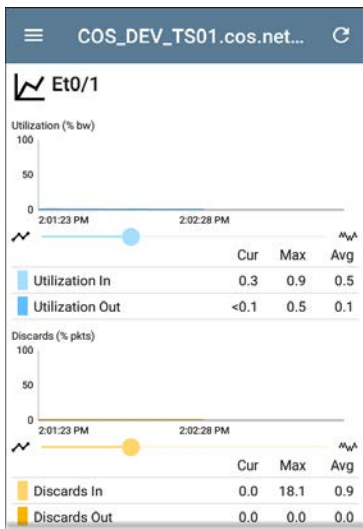 COS_DEV_TS01.cos.net...
Et0/1
Utilization (% bw)
100
50
0
2:01:23 PM 2:02:28 PM
Cur Max Avg
Utilization In 0.3 0.9 0.5
Utilization Out <0.1 0.5 0.1
Discards (% pkts)
100
50
0
2:01:23 PM 2:02:28 PM
Cur Max Avg
Discards In 0.0 18.1 0.9
Discards Out 0.0 0.0 0.0